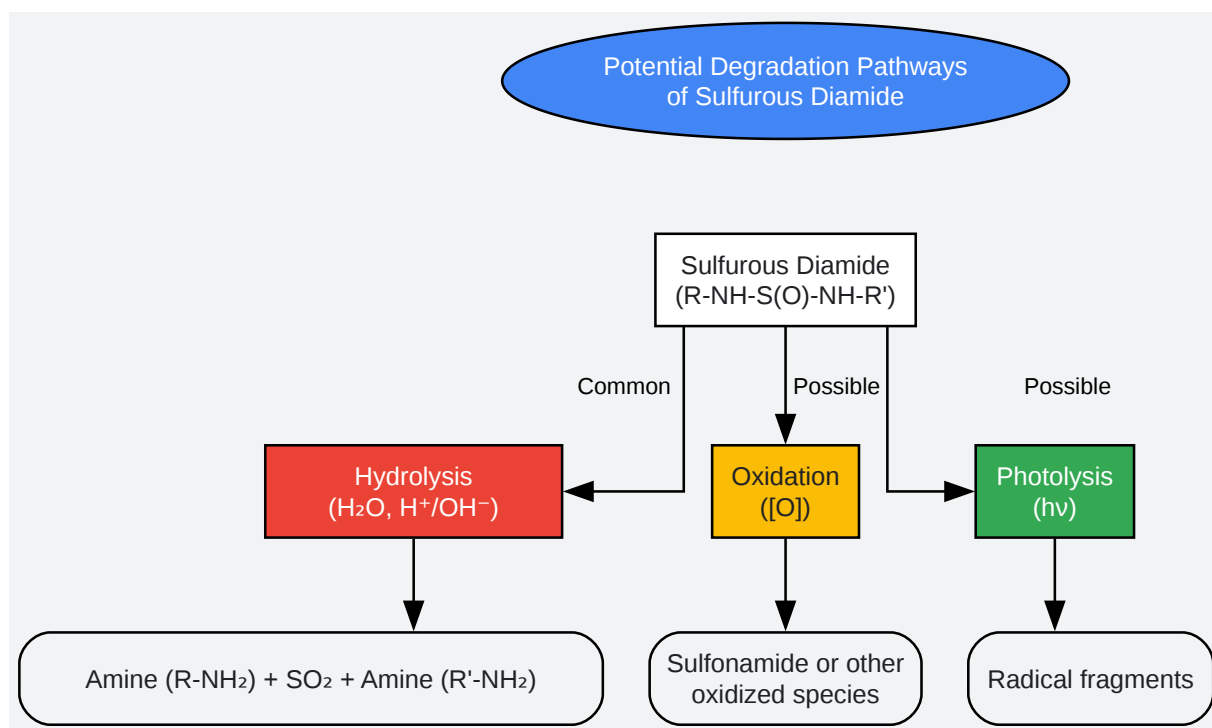 Potential Degradation Pathways
of Sulfurous Diamide
Sulfurous Diamide
(R-NH-S(O)-NH-R')
Common
Possible
Possible
Hydrolysis
(H₂O, H⁺/OH⁻)
Oxidation
([O])
Photolysis
(hν)
Amine (R-NH₂) + SO₂ + Amine (R'-NH₂)
Sulfonamide or other
oxidized species
Radical fragments